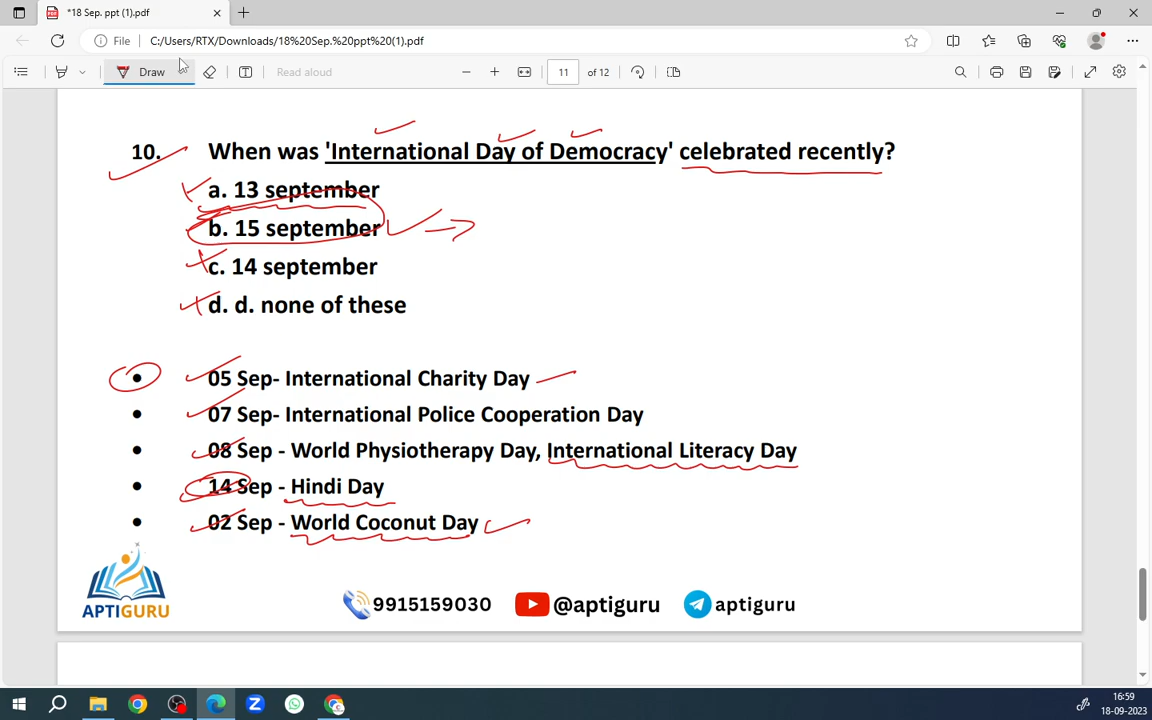 *18 Sep. ppt (1).pdf
File C:/Users/RTX/Downloads/18%20Sep.%20ppt%20(1).pdf
Draw Read aloud 11 of 12
10. When was 'International Day of Democracy' celebrated recently?
a. 13 september
b. 15 september
c. 14 september
d. d. none of these
• 05 Sep- International Charity Day
• 07 Sep- International Police Cooperation Day
• 08 Sep - World Physiotherapy Day, International Literacy Day
• 14 Sep - Hindi Day
• 02 Sep - World Coconut Day
APTIGURU 9915159030 @aptiguru aptiguru
16:59
18-09-2023